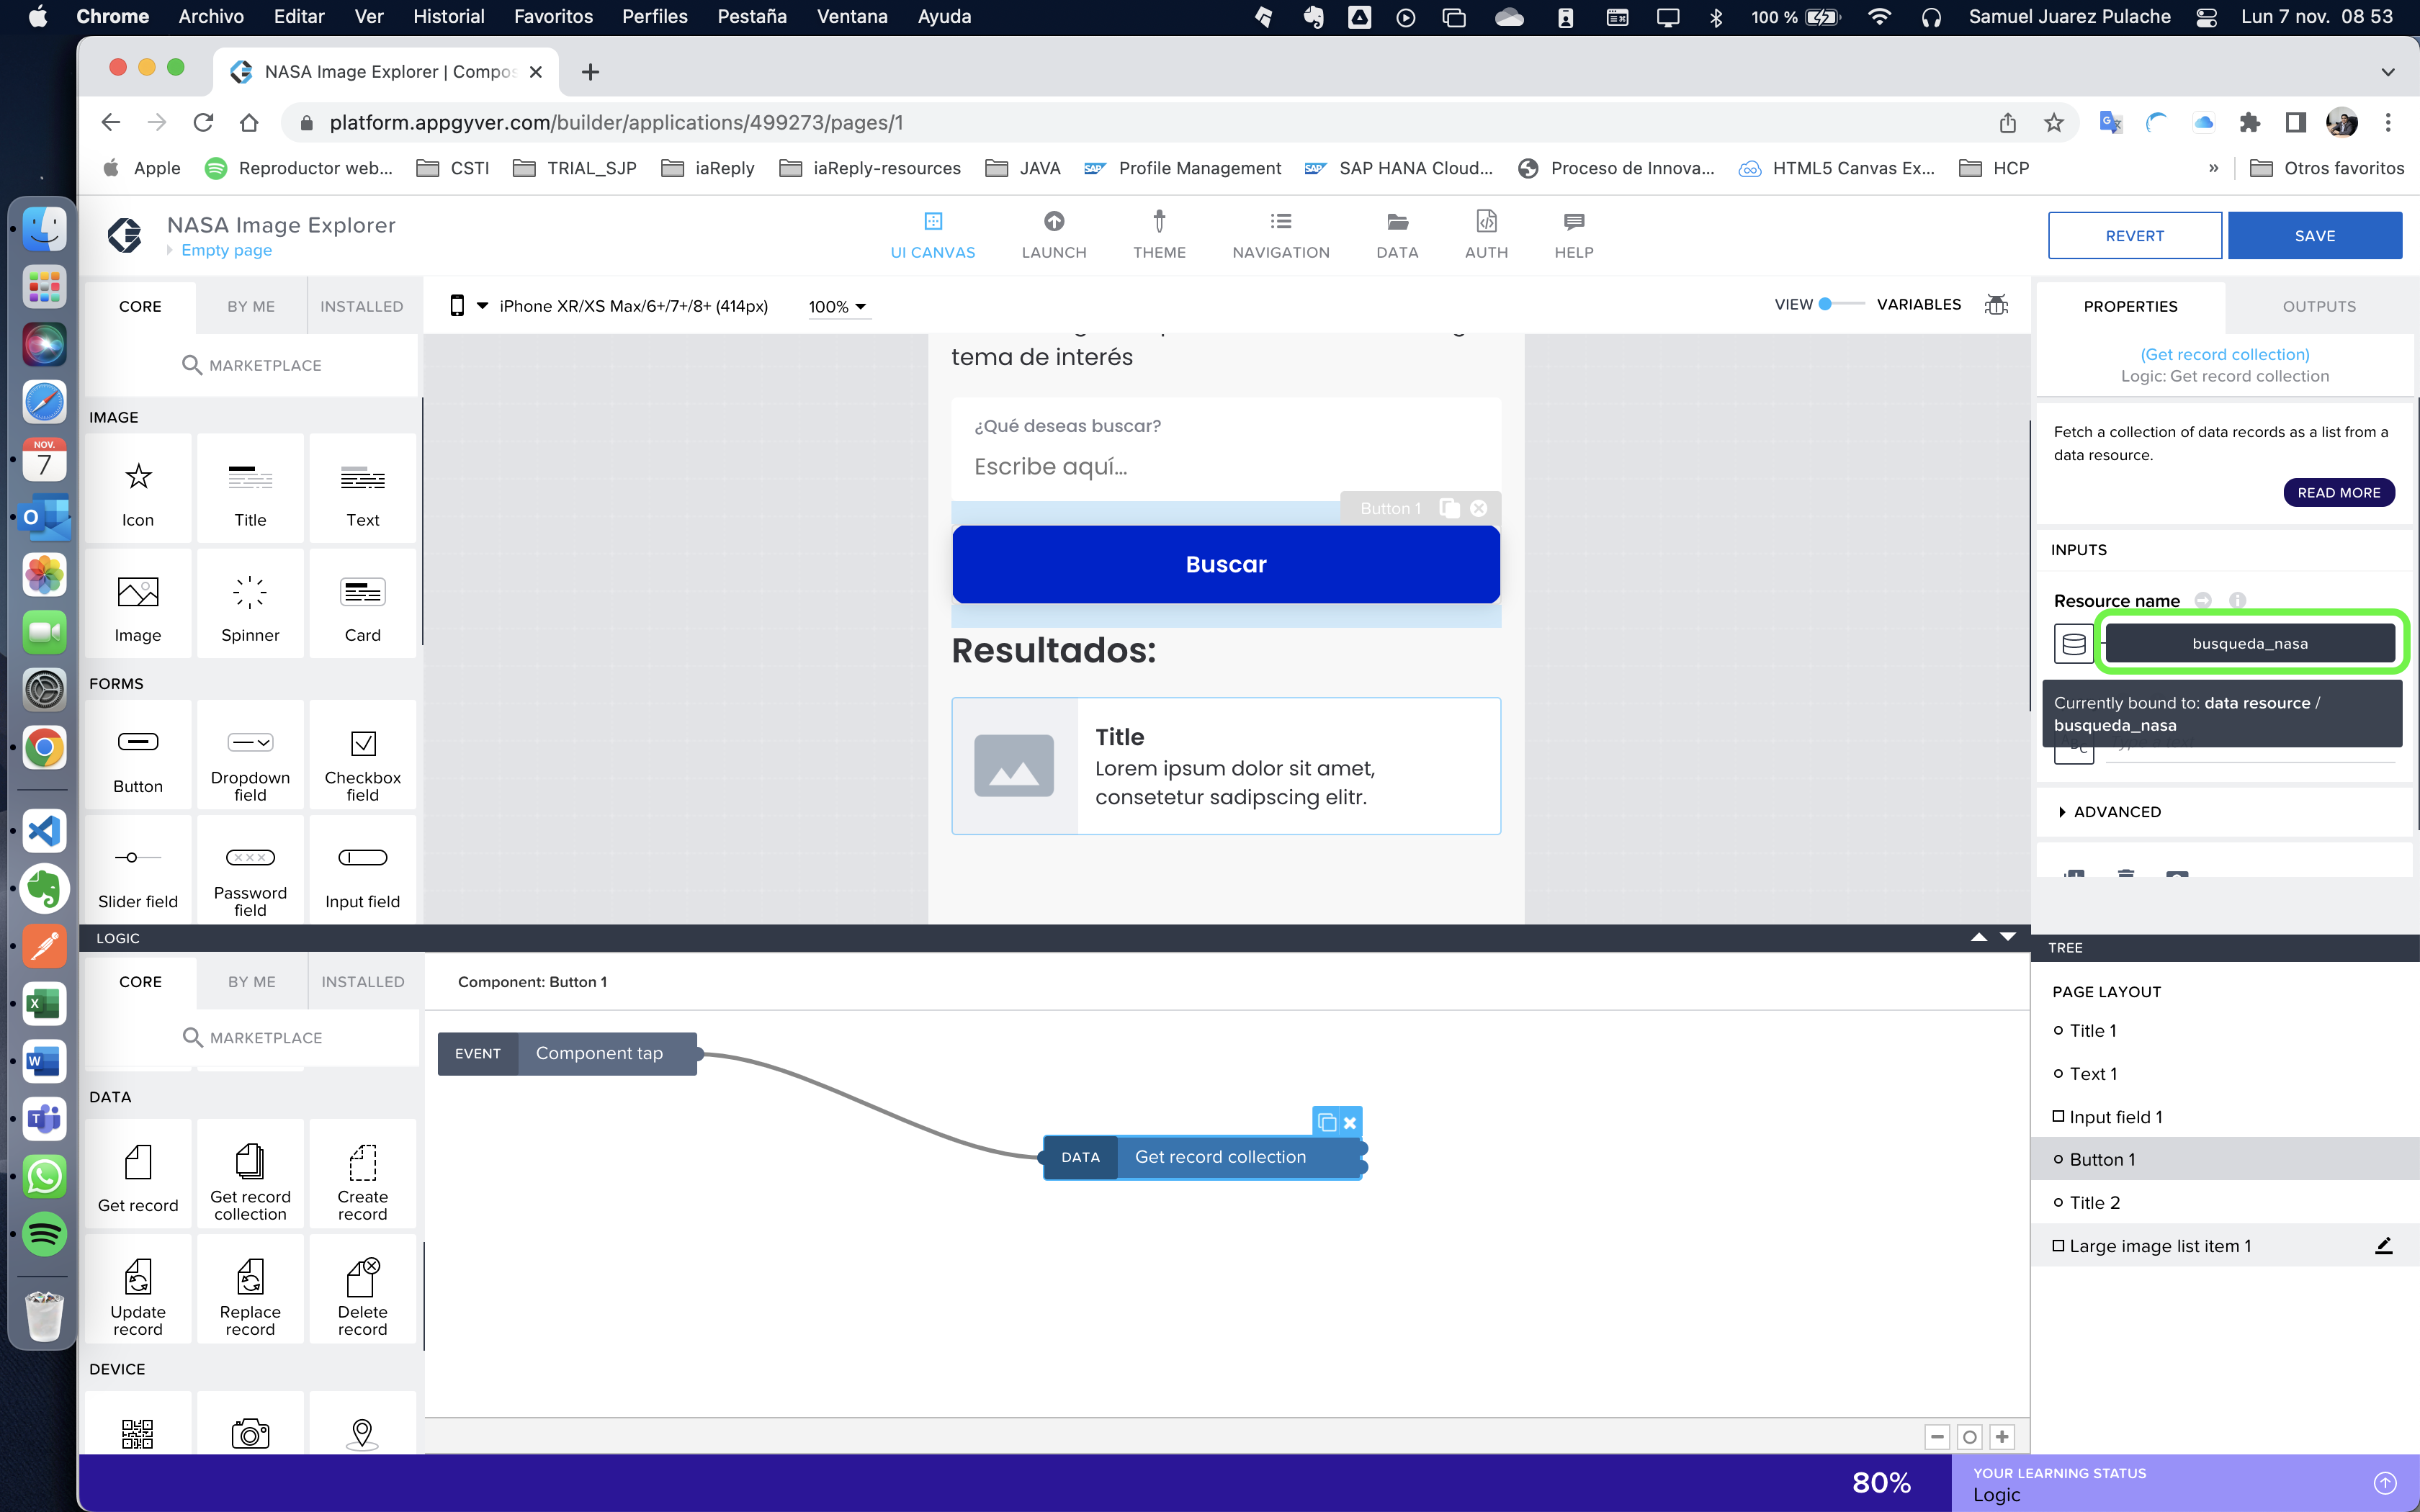 Chrome Archivo Editar Ver Historial Favoritos Perfiles Pestaña Ventana Ayuda 100 % Samuel Juarez Pulache Lun 7 nov. 08 53
NASA Image Explorer | Compos
platform.appgyver.com/builder/applications/499273/pages/1
Apple Reproductor web... CSTI TRIAL_SJP iaReply iaReply-resources JAVA Profile Management SAP HANA Cloud... Proceso de Innova... HTML5 Canvas Ex... HCP » Otros favoritos
NASA Image Explorer
Empty page
UI CANVAS LAUNCH THEME NAVIGATION DATA AUTH HELP
REVERT SAVE
CORE BY ME INSTALLED
iPhone XR/XS Max/6+/7+/8+ (414px) 100%
VIEW VARIABLES
PROPERTIES OUTPUTS
MARKETPLACE
IMAGE
Icon Title Text
Image Spinner Card
FORMS
Button Dropdown field Checkbox field
Slider field Password field Input field
tema de interés
¿Qué deseas buscar?
Escribe aquí...
Button 1
Buscar
Resultados:
Title
Lorem ipsum dolor sit amet,
consetetur sadipscing elitr.
(Get record collection)
Logic: Get record collection
Fetch a collection of data records as a list from a
data resource.
READ MORE
INPUTS
Resource name
busqueda_nasa
Currently bound to: data resource /
busqueda_nasa
ADVANCED
LOGIC
CORE BY ME INSTALLED
MARKETPLACE
Component: Button 1
EVENT Component tap
DATA Get record collection
DATA
Get record Get record collection Create record
Update record Replace record Delete record
DEVICE
TREE
PAGE LAYOUT
Title 1
Text 1
Input field 1
Button 1
Title 2
Large image list item 1
80%
YOUR LEARNING STATUS
Logic
NOV.
7